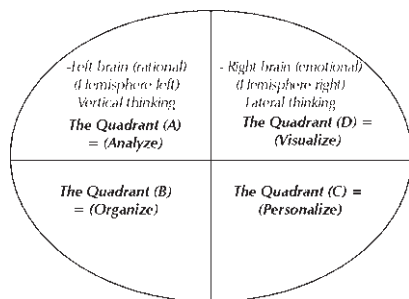 -Left brain (rational)
(Hemisphere left)
Vertical thinking
The Quadrant (A)
= (Analyze)
- Right brain (emotional)
(Hemisphere right)
Lateral thinking
The Quadrant (D) =
(Visualize)
The Quadrant (B)
= (Organize)
The Quadrant (C) =
(Personalize)